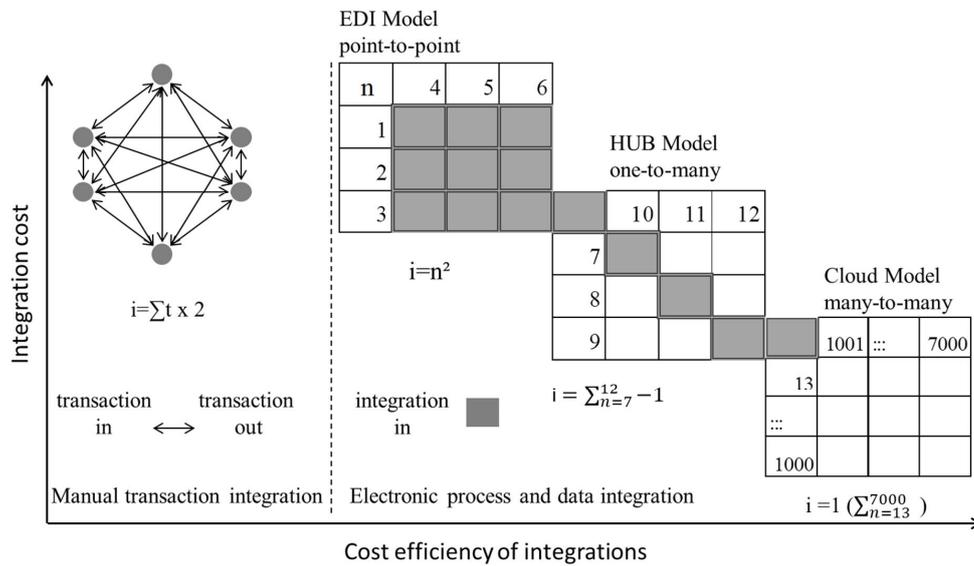 EDI Model
point-to-point
n 4 5 6
1
2
3
HUB Model
one-to-many
10 11 12
7
8
9
Cloud Model
many-to-many
1001 ::: 7000
13
:::
1000
i=∑t x 2
i=n²
i = ∑¹²ₙ₌₇ −1
i =1 (∑⁷⁰⁰⁰ₙ₌₁₃ )
transaction in
transaction out
integration in
Manual transaction integration
Electronic process and data integration
Integration cost
Cost efficiency of integrations